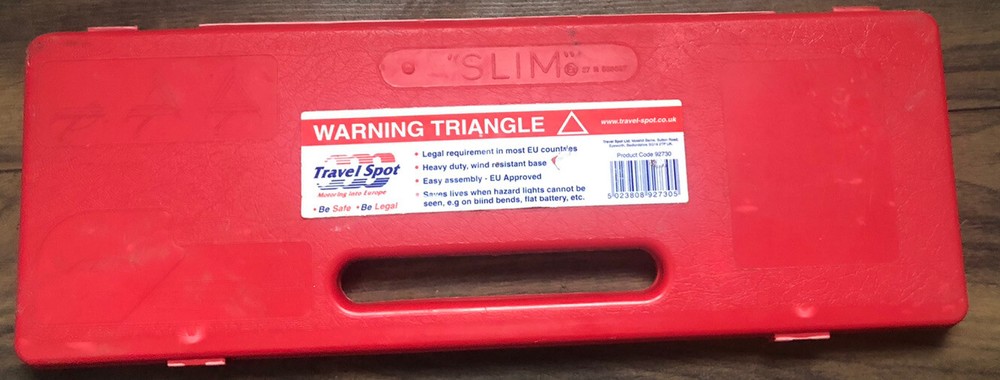 "SLIM"
WARNING TRIANGLE
www.travel-spot.co.uk
Travel Spot
Motoring into Europe
• Be Safe • Be Legal
• Legal requirement in most EU countries
• Heavy duty, wind resistant base
• Easy assembly - EU Approved
• Saves lives when hazard lights cannot be
seen, e.g on blind bends, flat battery, etc.
Product Code 92730
5 023808 927305